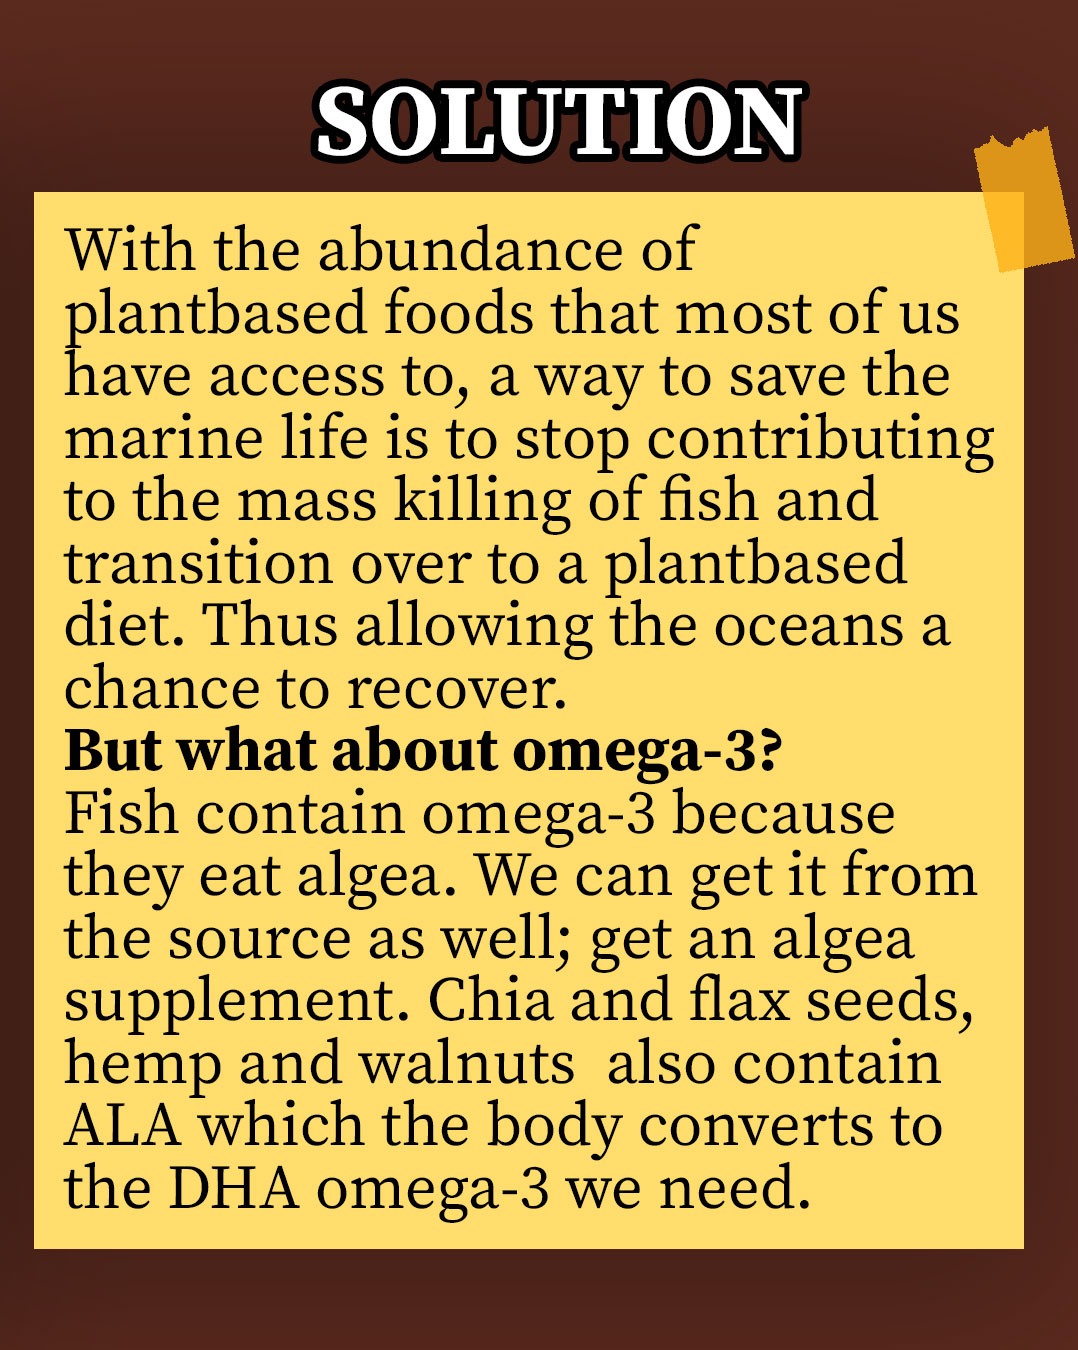 SOLUTION
With the abundance of
plantbased foods that most of us
have access to, a way to save the
marine life is to stop contributing
to the mass killing of fish and
transition over to a plantbased
diet. Thus allowing the oceans a
chance to recover.
But what about omega-3?
Fish contain omega-3 because
they eat algea. We can get it from
the source as well; get an algea
supplement. Chia and flax seeds,
hemp and walnuts  also contain
ALA which the body converts to
the DHA omega-3 we need.